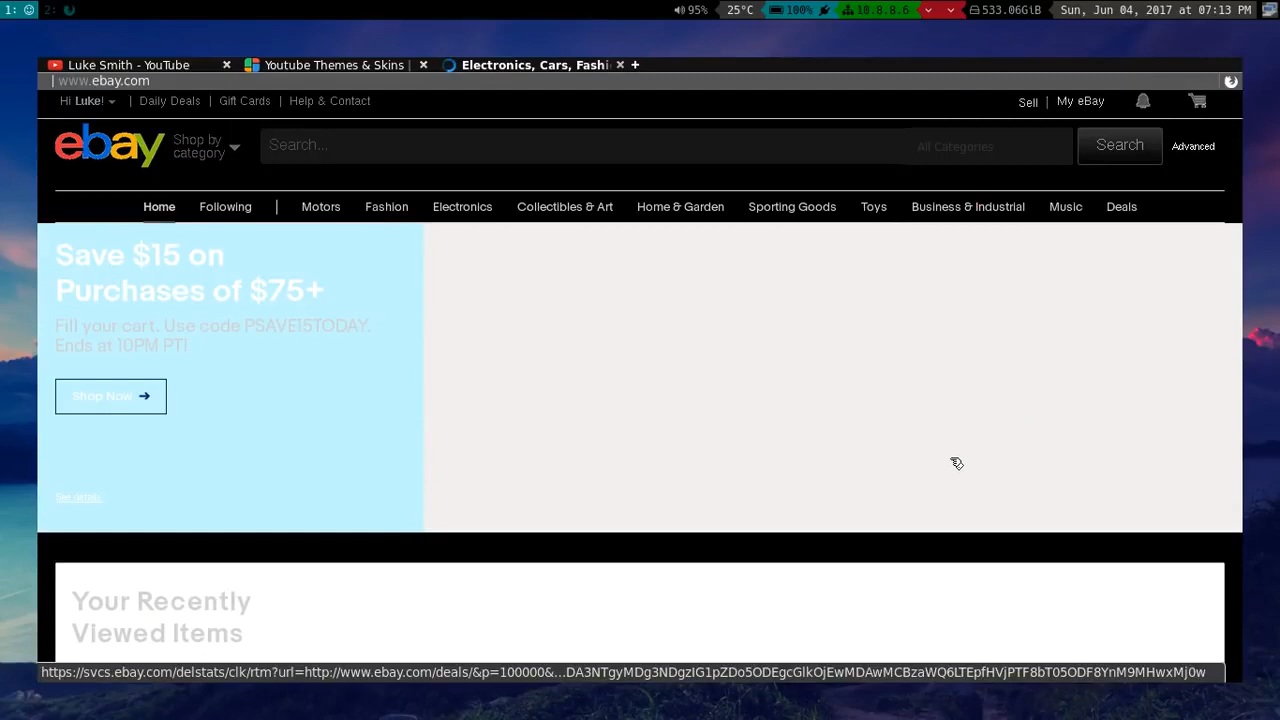 1: 2: 95% 25°C 100% 10.8.8.6 533.06GiB Sun, Jun 04, 2017 at 07:13 PM
Luke Smith - YouTube Youtube Themes & Skins | Electronics, Cars, Fashi +
www.ebay.com
Hi Luke! | Daily Deals | Gift Cards | Help & Contact Sell | My eBay
ebay Shop by category Search... All Categories Search Advanced
Home Following | Motors Fashion Electronics Collectibles & Art Home & Garden Sporting Goods Toys Business & Industrial Music Deals
Save $15 on
Purchases of $75+
Fill your cart. Use code PSAVE15TODAY.
Ends at 10PM PT!
Shop Now
See details
Your Recently
Viewed Items
https://svcs.ebay.com/delstats/clk/rtm?url=http://www.ebay.com/deals/&p=100000&...DA3NTgyMDg3NDgzIG1pZDo5ODEgcGlkOjEwMDAwMCBzaWQ6LTEpfHVjPTF8bT05ODF8YnM9MHwxMj0w